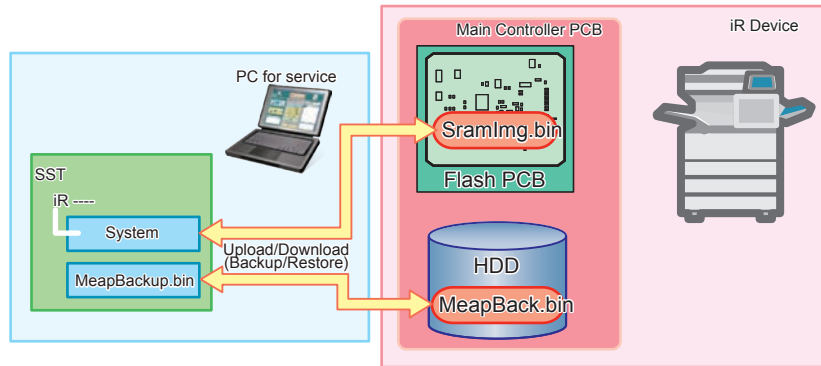 Main Controller PCB
iR Device
PC for service
SramImg.bin
Flash PCB
SST
iR ----
System
Upload/Download
(Backup/Restore)
MeapBackup.bin
HDD
MeapBack.bin